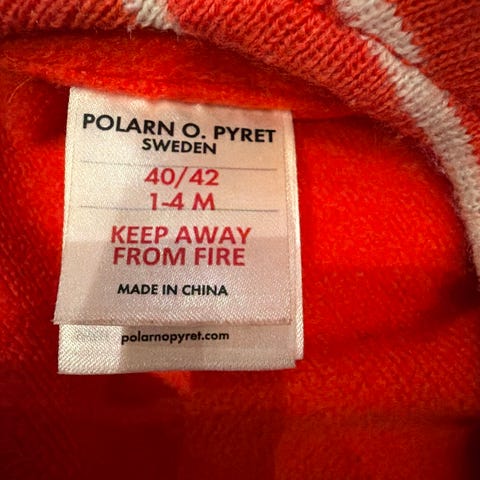 POLARN O. PYRET
SWEDEN
40/42
1-4 M
KEEP AWAY
FROM FIRE
MADE IN CHINA
polarnopyret.com